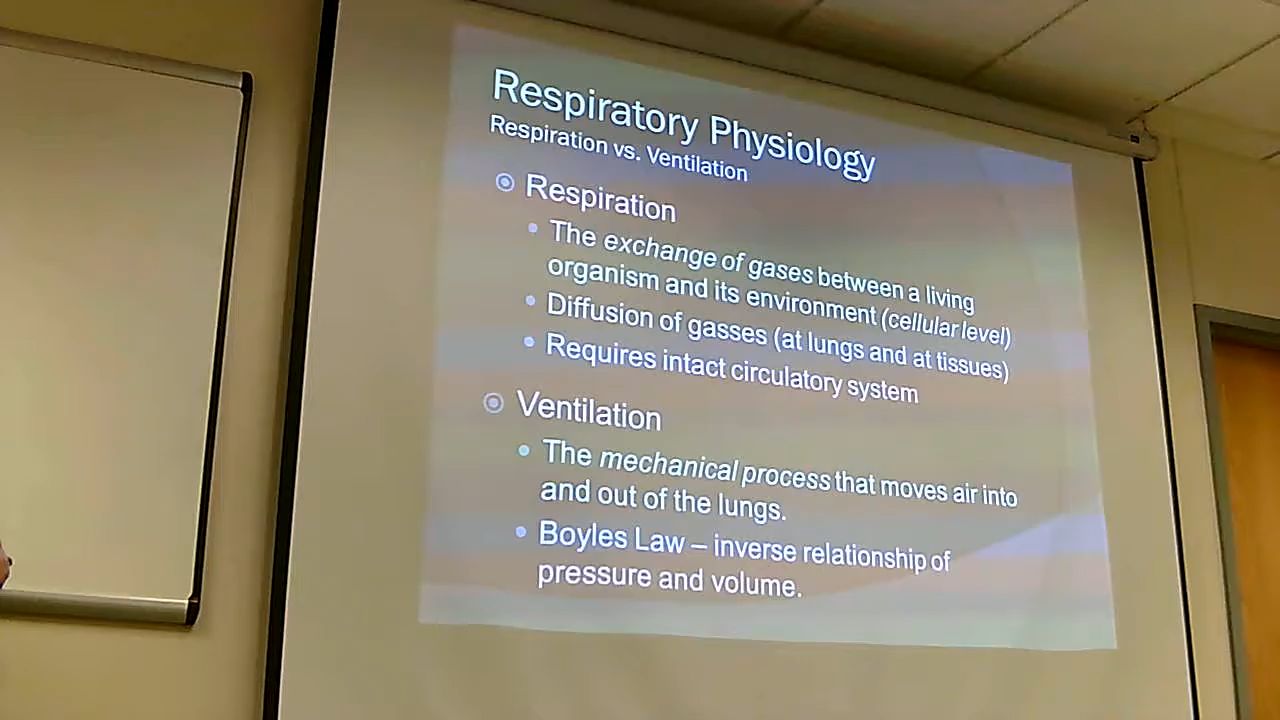 Respiratory Physiology
Respiration vs. Ventilation
Respiration
The exchange of gases between a living
organism and its environment (cellular level)
Diffusion of gasses (at lungs and at tissues)
Requires intact circulatory system
Ventilation
The mechanical process that moves air into
and out of the lungs.
Boyles Law – inverse relationship of
pressure and volume.